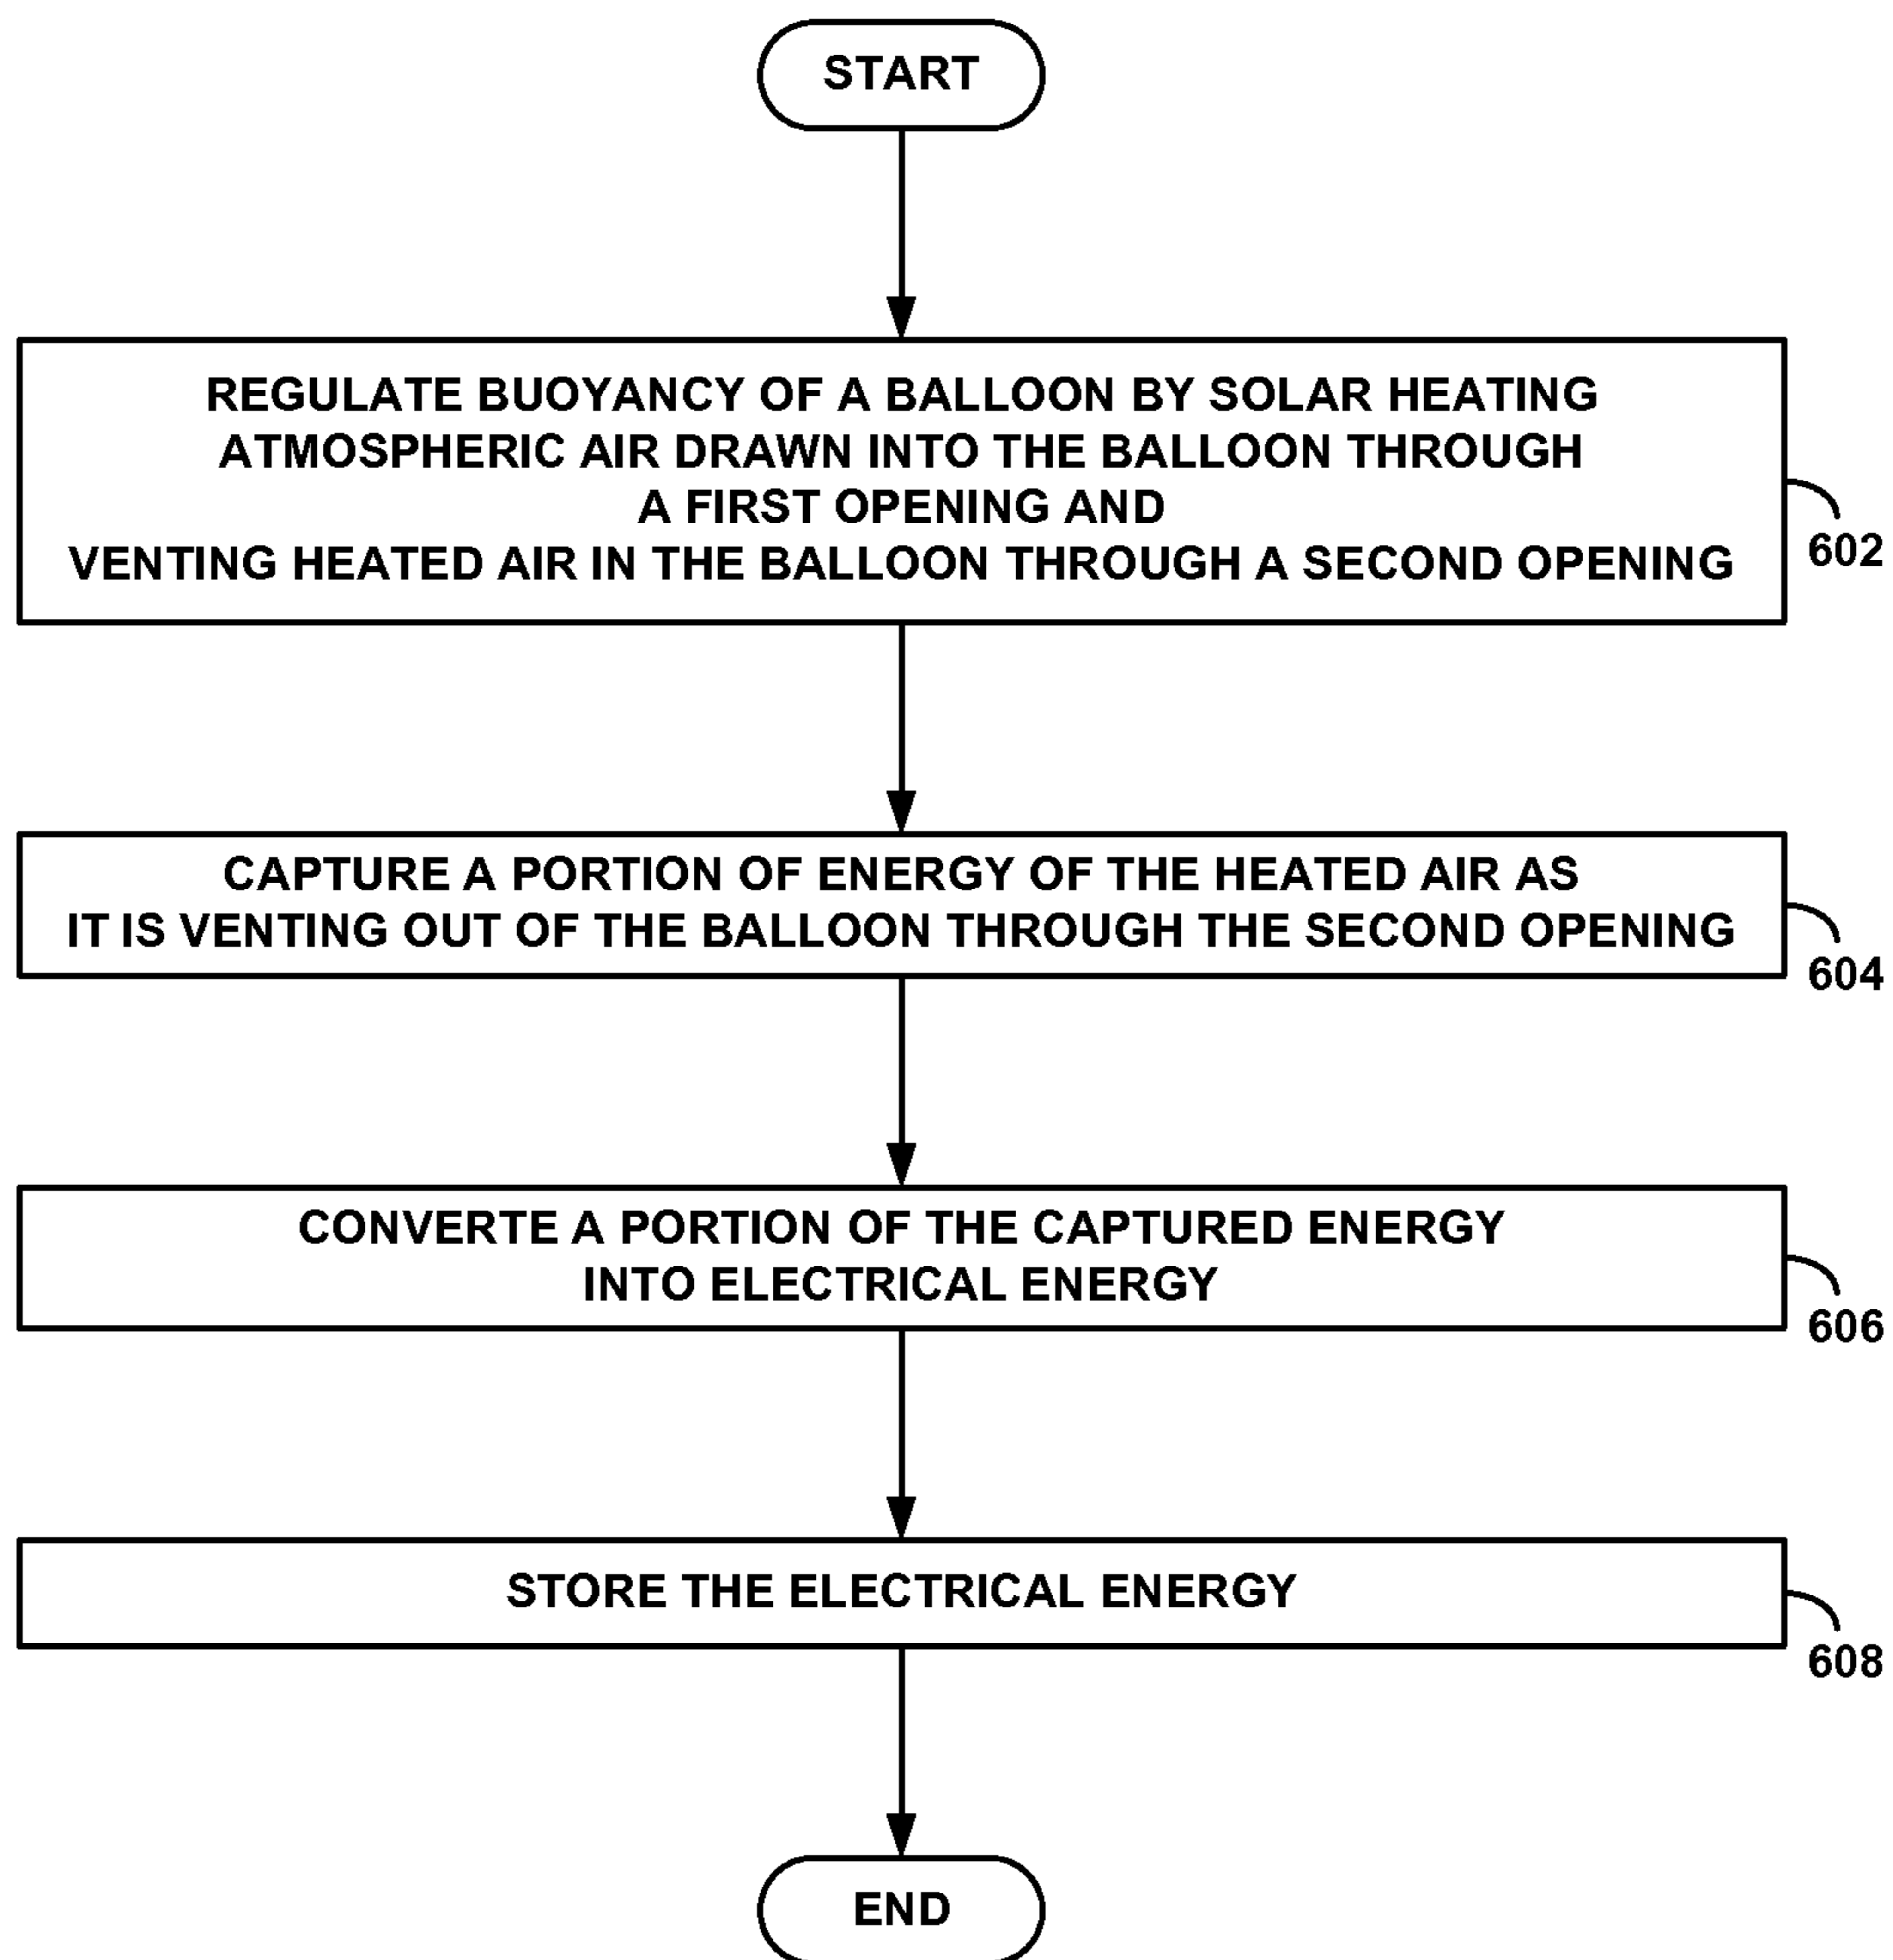 START
REGULATE BUOYANCY OF A BALLOON BY SOLAR HEATING
ATMOSPHERIC AIR DRAWN INTO THE BALLOON THROUGH
A FIRST OPENING AND
VENTING HEATED AIR IN THE BALLOON THROUGH A SECOND OPENING
602
CAPTURE A PORTION OF ENERGY OF THE HEATED AIR AS
IT IS VENTING OUT OF THE BALLOON THROUGH THE SECOND OPENING
604
CONVERTE A PORTION OF THE CAPTURED ENERGY
INTO ELECTRICAL ENERGY
606
STORE THE ELECTRICAL ENERGY
608
END